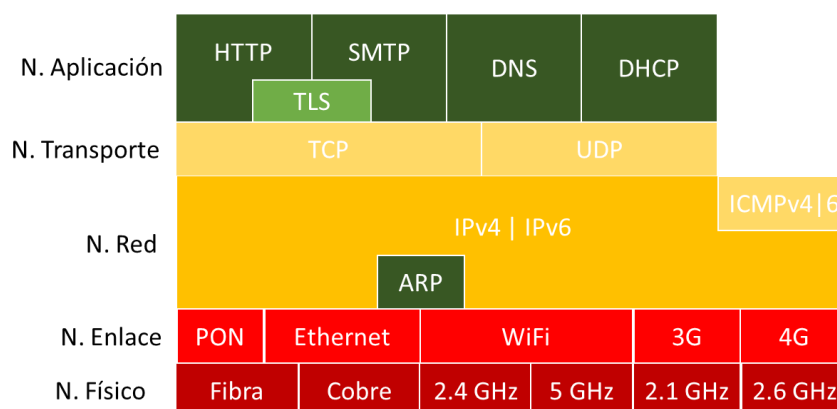 N. Aplicación
HTTP
SMTP
DNS
DHCP
TLS
N. Transporte
TCP
UDP
N. Red
IPv4 | IPv6
ICMPv4|6
ARP
N. Enlace
PON
Ethernet
WiFi
3G
4G
N. Físico
Fibra
Cobre
2.4 GHz
5 GHz
2.1 GHz
2.6 GHz